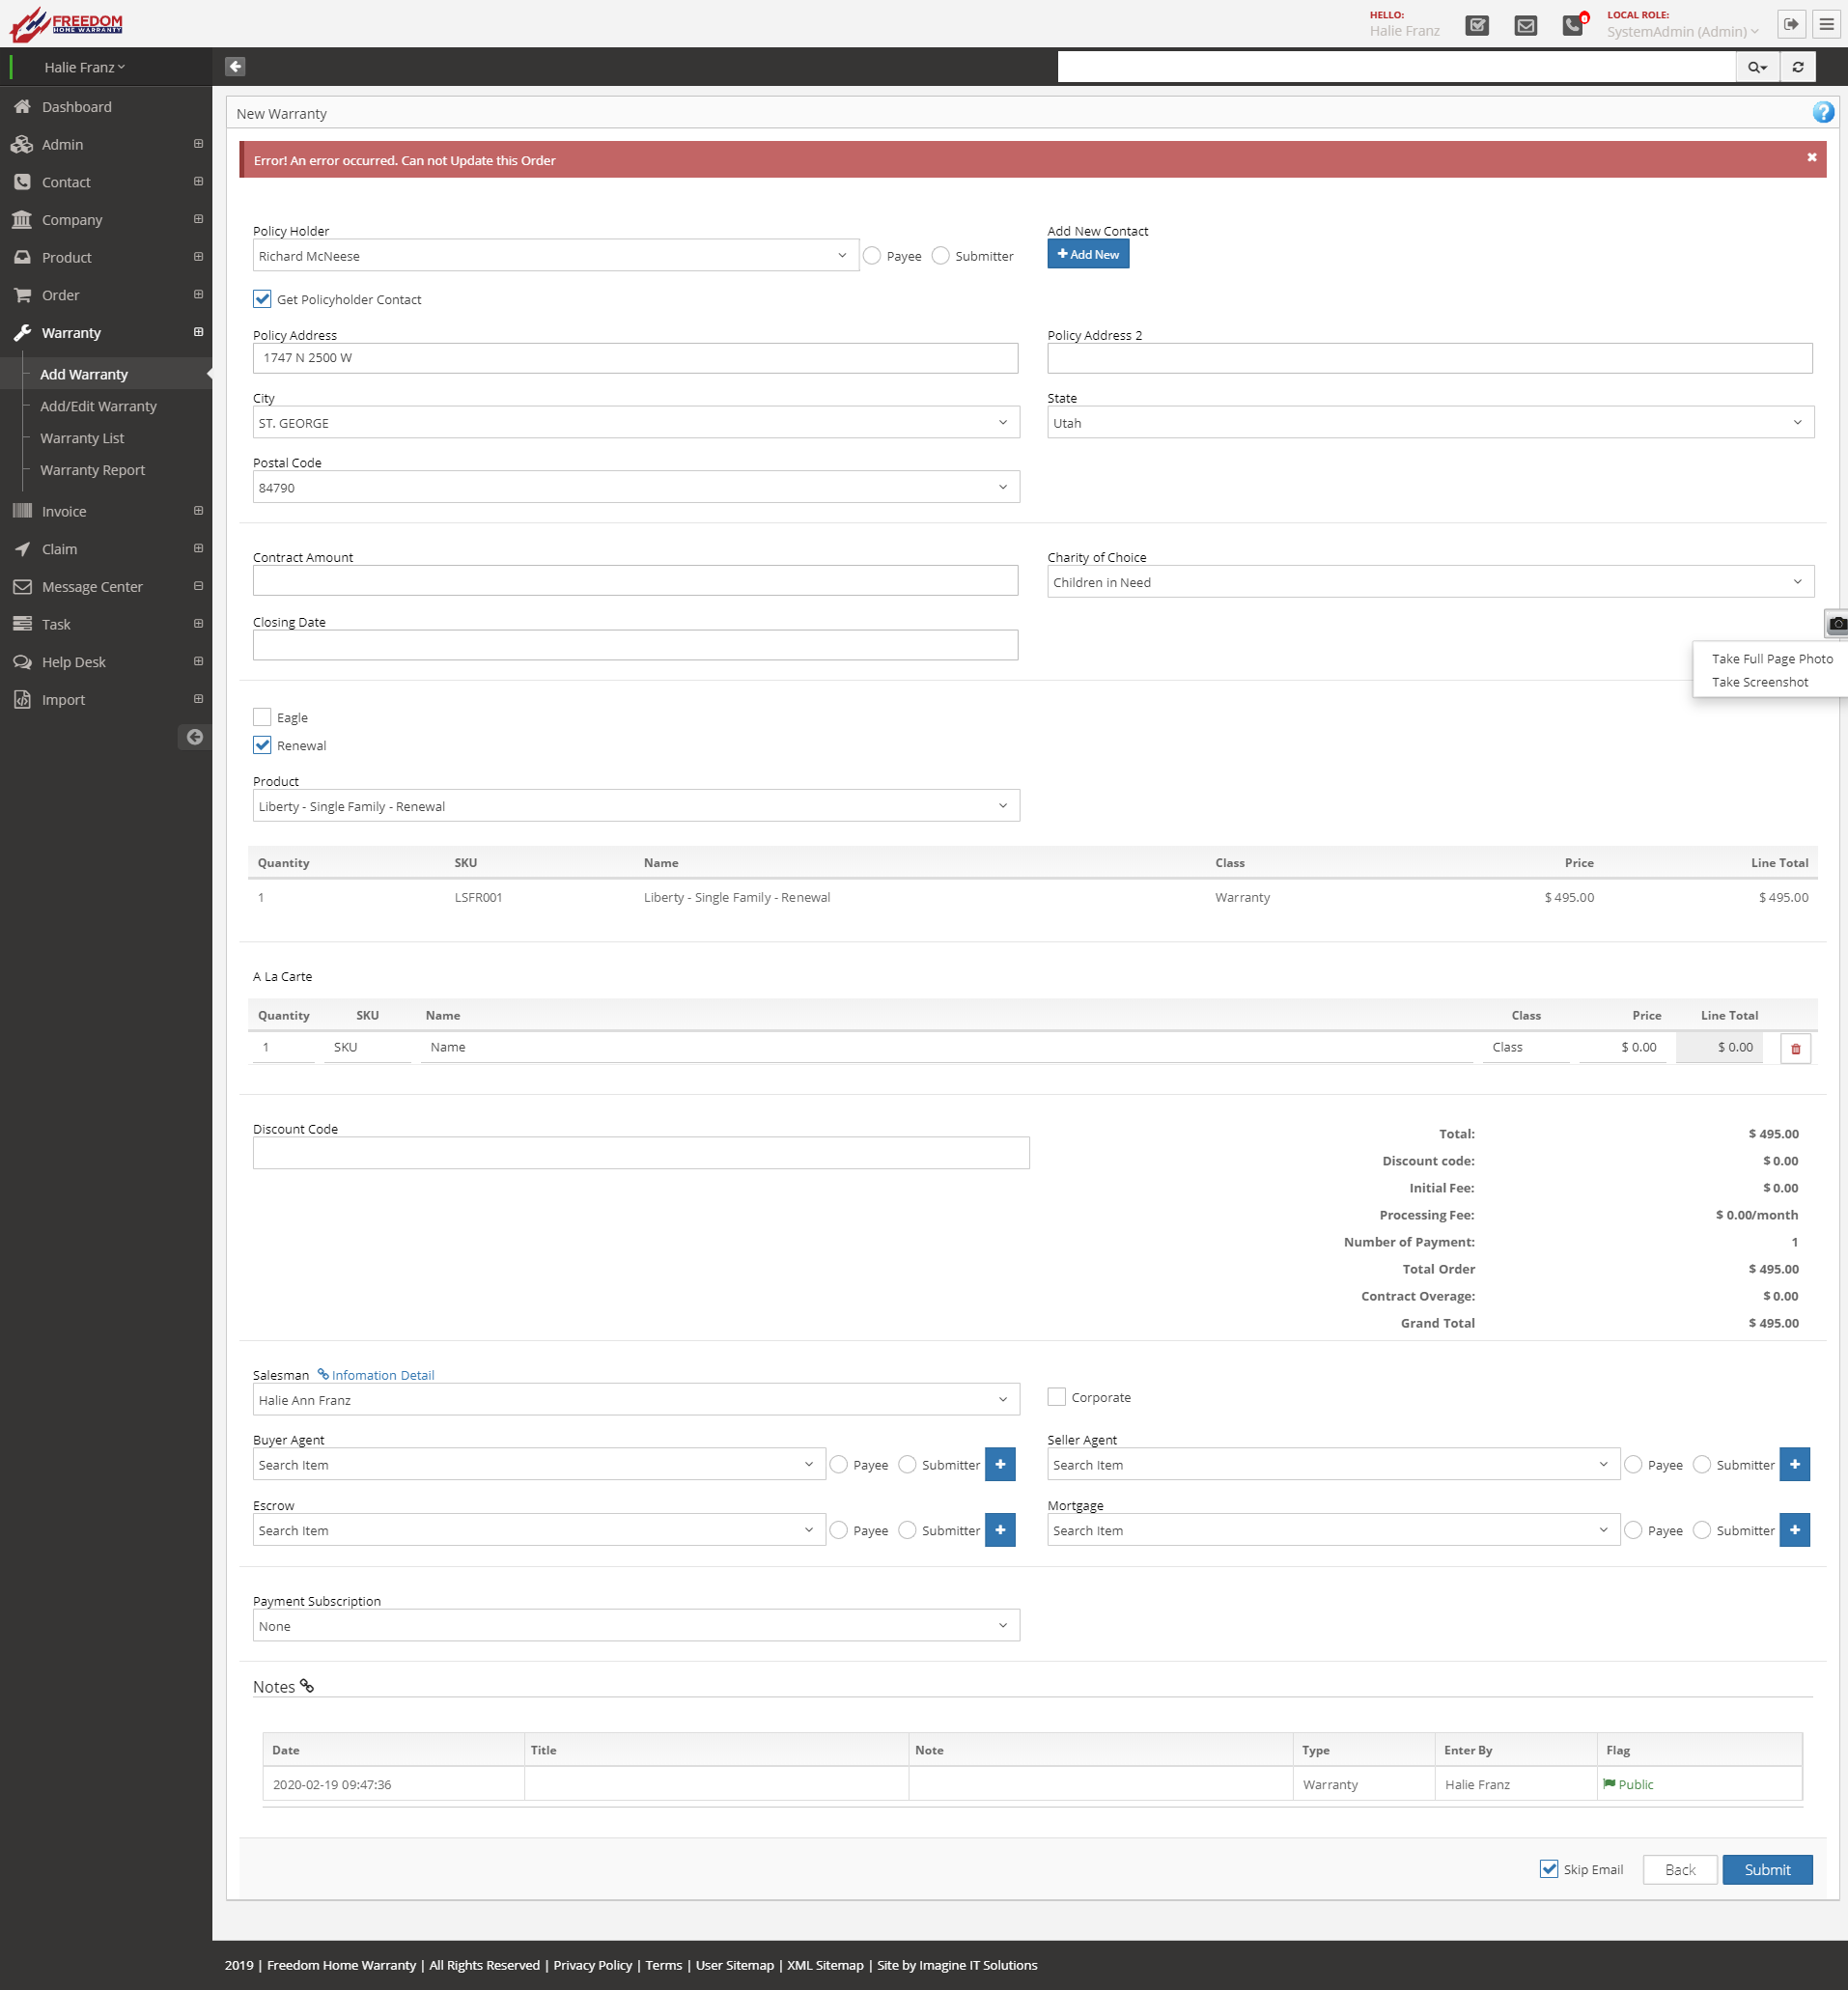 FREEDOM
HOME WARRANTY
HELLO:
Halie Franz
LOCAL ROLE:
SystemAdmin (Admin)
Halie Franz
Dashboard
Admin
Contact
Company
Product
Order
Warranty
Add Warranty
Add/Edit Warranty
Warranty List
Warranty Report
Invoice
Claim
Message Center
Task
Help Desk
Import
New Warranty
Error! An error occurred. Can not Update this Order
Policy Holder
Add New Contact
Richard McNeese
Payee
Submitter
Add New
Get Policyholder Contact
Policy Address
Policy Address 2
1747 N 2500 W
City
State
ST. GEORGE
Utah
Postal Code
84790
Contract Amount
Charity of Choice
Children in Need
Closing Date
Take Full Page Photo
Take Screenshot
Eagle
Renewal
Product
Liberty - Single Family - Renewal
Quantity SKU Name Class Price Line Total
1 LSFR001 Liberty - Single Family - Renewal Warranty $ 495.00 $ 495.00
A La Carte
Quantity SKU Name Class Price Line Total
1 SKU Name Class $ 0.00 $ 0.00
Discount Code
Total: $ 495.00
Discount code: $ 0.00
Initial Fee: $ 0.00
Processing Fee: $ 0.00/month
Number of Payment: 1
Total Order $ 495.00
Contract Overage: $ 0.00
Grand Total $ 495.00
Salesman Infomation Detail
Halie Ann Franz
Corporate
Buyer Agent
Seller Agent
Search Item Payee Submitter
Search Item Payee Submitter
Escrow
Mortgage
Search Item Payee Submitter
Search Item Payee Submitter
Payment Subscription
None
Notes
Date Title Note Type Enter By Flag
2020-02-19 09:47:36 Warranty Halie Franz Public
Skip Email
Back
Submit
2019 | Freedom Home Warranty | All Rights Reserved | Privacy Policy | Terms | User Sitemap | XML Sitemap | Site by Imagine IT Solutions